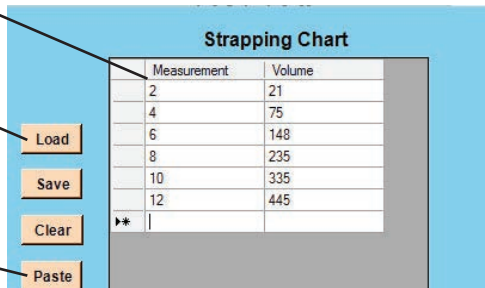 Strapping Chart
Measurement Volume
2 21
4 75
6 148
8 235
10 335
12 445
Load
Save
Clear
Paste